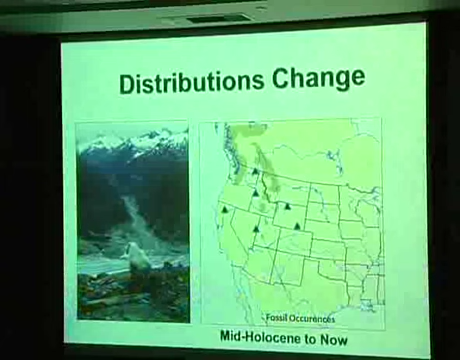 Distributions Change
- Fossil Occurences
Mid-Holocene to Now